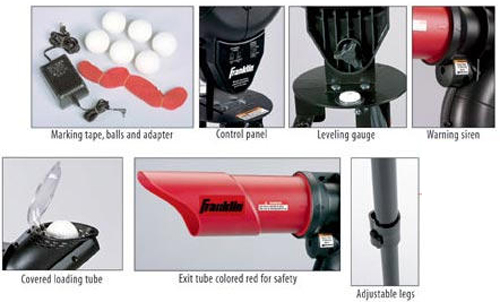 Franklin
Marking tape, balls and adapter
Control panel
Leveling gauge
Warning siren
Franklin
Covered loading tube
Exit tube colored red for safety
Adjustable legs